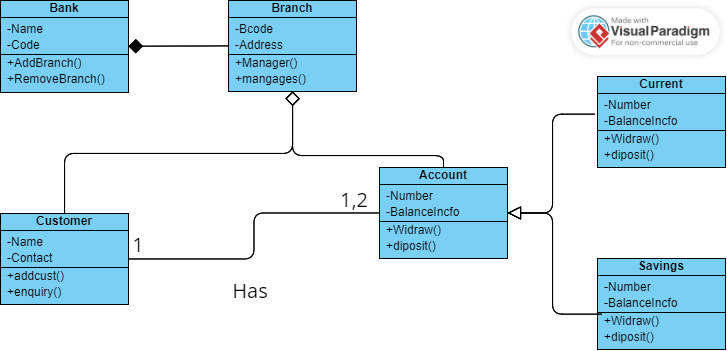 Bank
-Name
-Code
+AddBranch()
+RemoveBranch()
Branch
-Bcode
-Address
+Manager()
+mangages()
Made with
Visual Paradigm
For non-commercial use
Current
-Number
-BalanceIncfo
+Widraw()
+diposit()
Account
-Number
-BalanceIncfo
+Widraw()
+diposit()
1,2
Customer
-Name
-Contact
+addcust()
+enquiry()
1
Has
Savings
-Number
-BalanceIncfo
+Widraw()
+diposit()